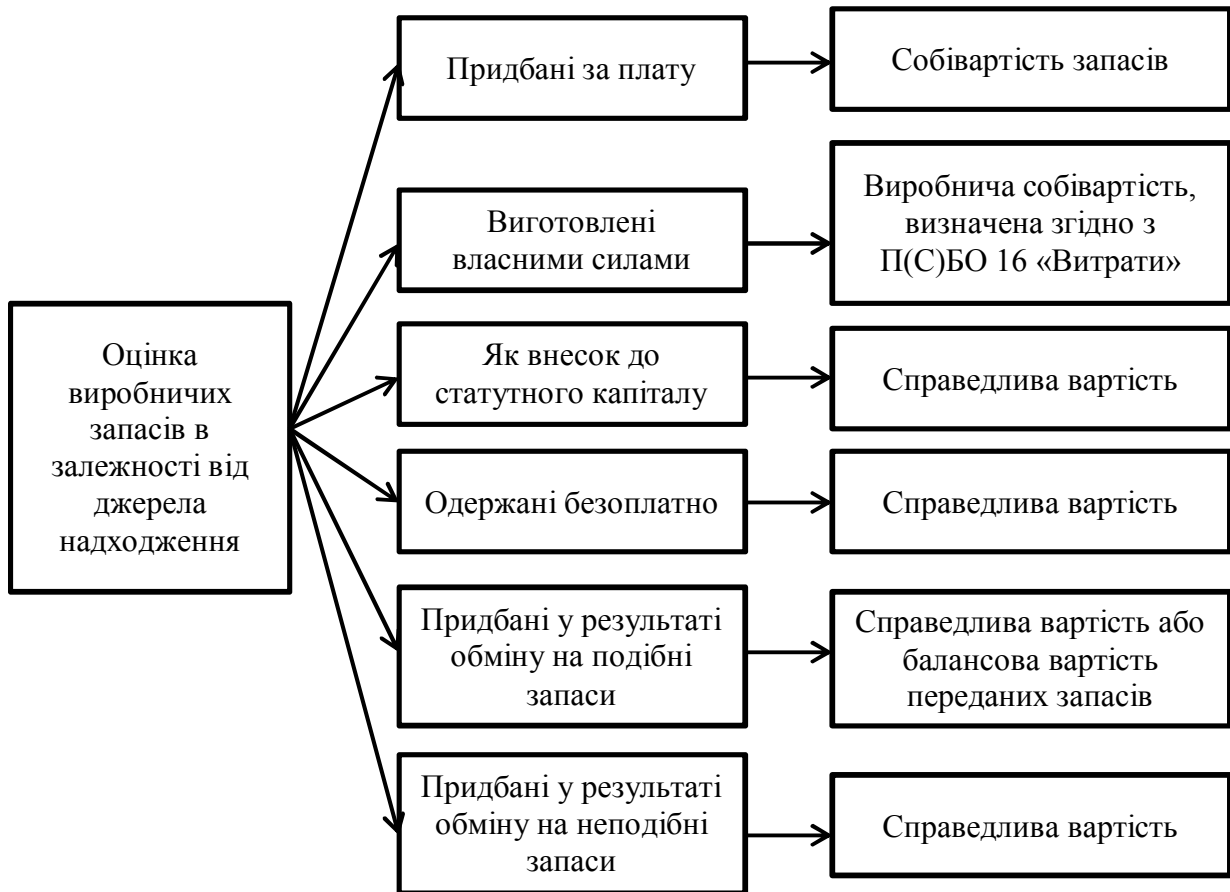 Придбані за плату
Собівартість запасів
Виготовлені
власними силами
Виробнича собівартість,
визначена згідно з
П(С)БО 16 «Витрати»
Оцінка
виробничих
запасів в
залежності від
джерела
надходження
Як внесок до
статутного капіталу
Справедлива вартість
Одержані безоплатно
Справедлива вартість
Придбані у результаті
обміну на подібні
запаси
Справедлива вартість або
балансова вартість
переданих запасів
Придбані у результаті
обміну на неподібні
запаси
Справедлива вартість